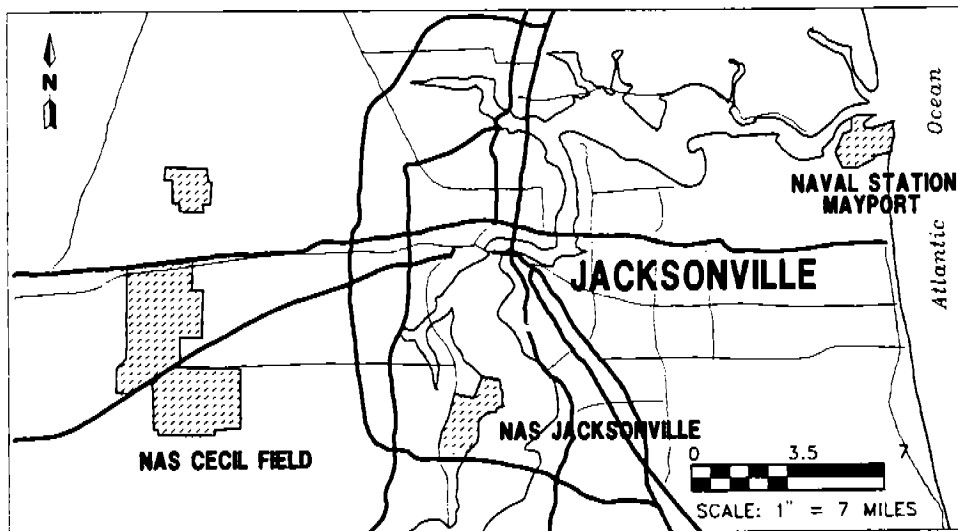 N
Ocean
Atlantic
NAVAL STATION
MAYPORT
JACKSONVILLE
NAS JACKSONVILLE
NAS CECIL FIELD
0 3.5 7
SCALE: 1" = 7 MILES